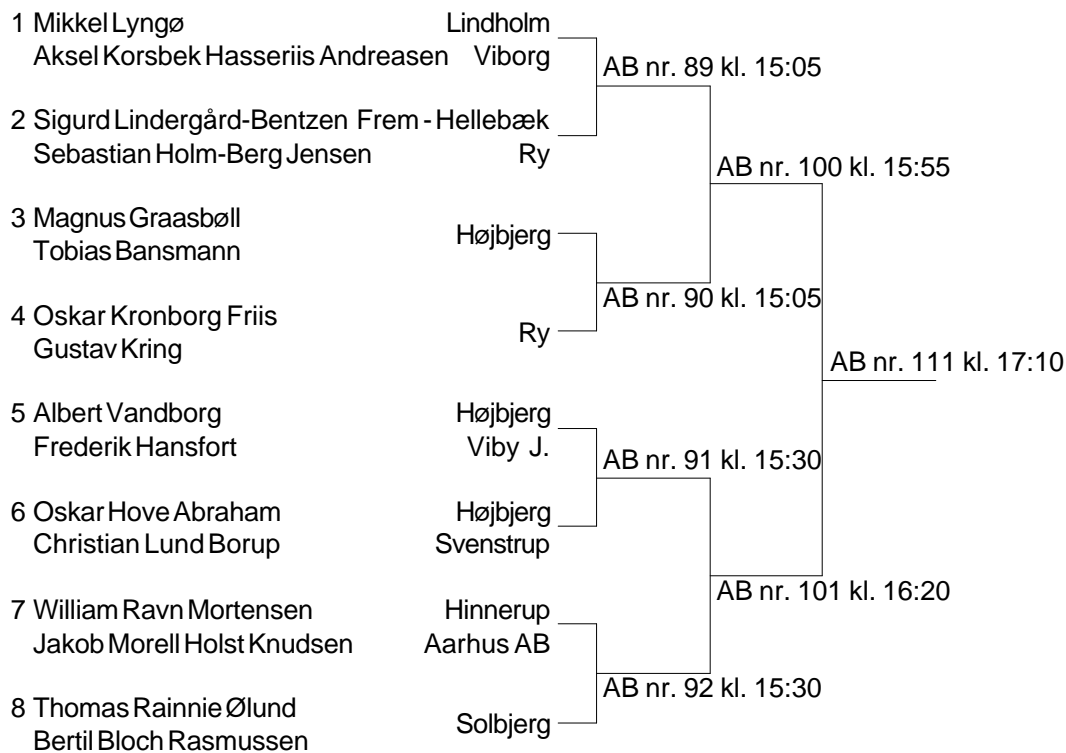 1 Mikkel Lyngø Lindholm
Aksel Korsbek Hasseriis Andreasen Viborg
AB nr. 89 kl. 15:05
2 Sigurd Lindergård-Bentzen Frem - Hellebæk
Sebastian Holm-Berg Jensen Ry
AB nr. 100 kl. 15:55
3 Magnus Graasbøll
Højbjerg
Tobias Bansmann
AB nr. 90 kl. 15:05
4 Oskar Kronborg Friis
Ry
Gustav Kring
AB nr. 111 kl. 17:10
5 Albert Vandborg Højbjerg
Frederik Hansfort Viby J.
AB nr. 91 kl. 15:30
6 Oskar Hove Abraham Højbjerg
Christian Lund Borup Svenstrup
AB nr. 101 kl. 16:20
7 William Ravn Mortensen Hinnerup
Jakob Morell Holst Knudsen Aarhus AB
AB nr. 92 kl. 15:30
8 Thomas Rainnie Ølund
Solbjerg
Bertil Bloch Rasmussen